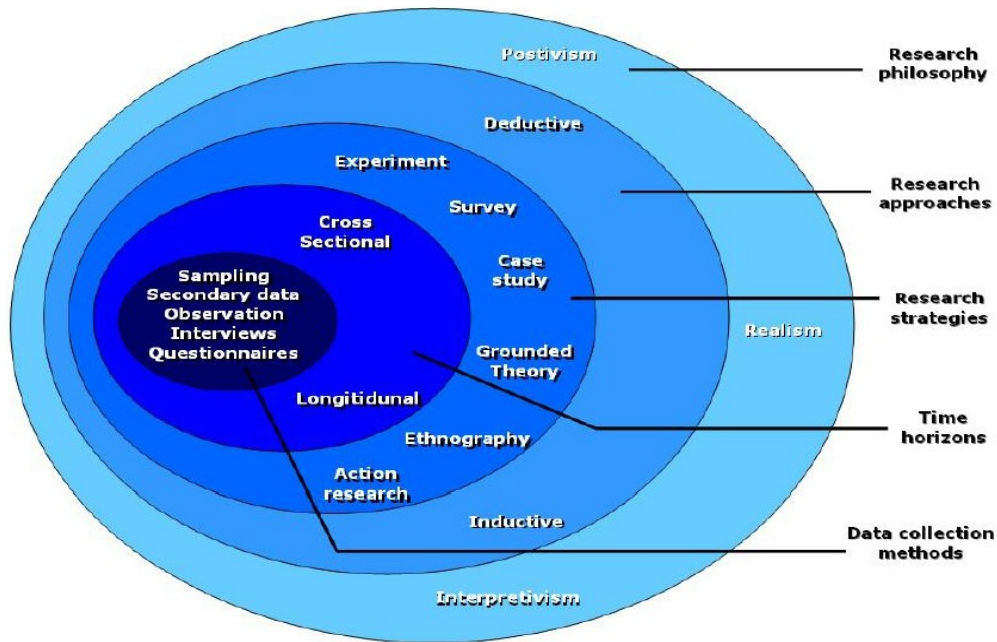 Postivism
Research
philosophy
Deductive
Experiment
Research
approaches
Survey
Cross
Sectional
Case
study
Sampling
Secondary data
Observation
Interviews
Questionnaires
Research
strategies
Realism
Grounded
Theory
Longitidunal
Time
horizons
Ethnography
Action
research
Inductive
Data collection
methods
Interpretivism